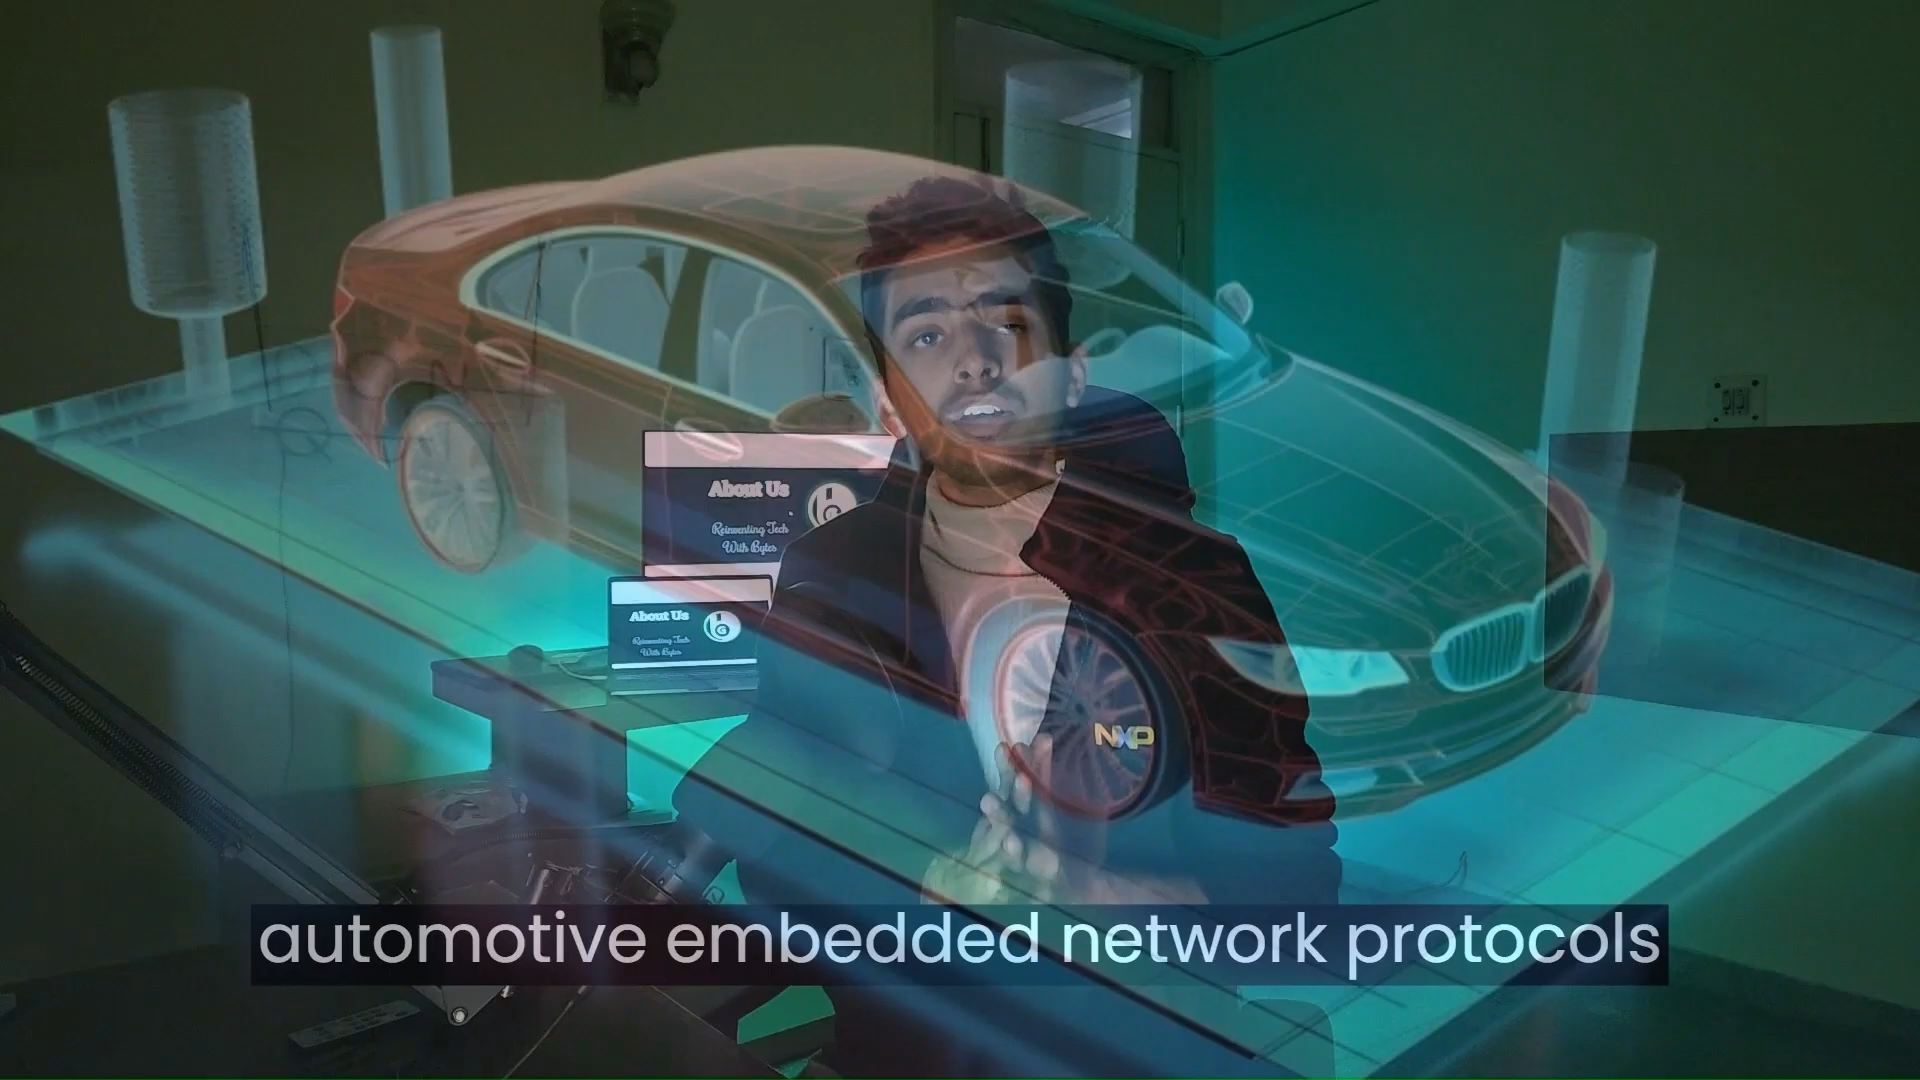 About Us
Reinventing Tech
With Bytes
About Us
Reinventing Tech
With Bytes
NXP
automotive embedded network protocols